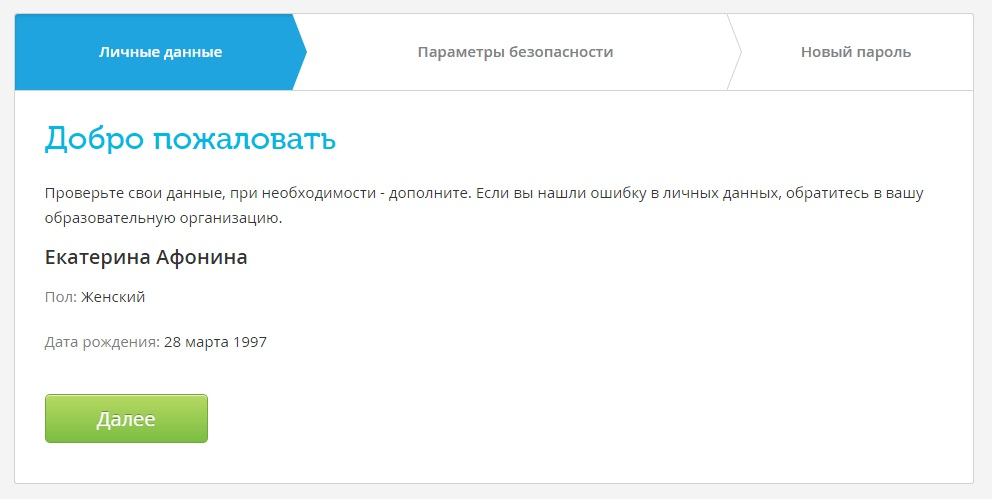 Личные данные
Параметры безопасности
Новый пароль
Добро пожаловать
Проверьте свои данные, при необходимости - дополните. Если вы нашли ошибку в личных данных, обратитесь в вашу
образовательную организацию.
Екатерина Афонина
Пол: Женский
Дата рождения: 28 марта 1997
Далее